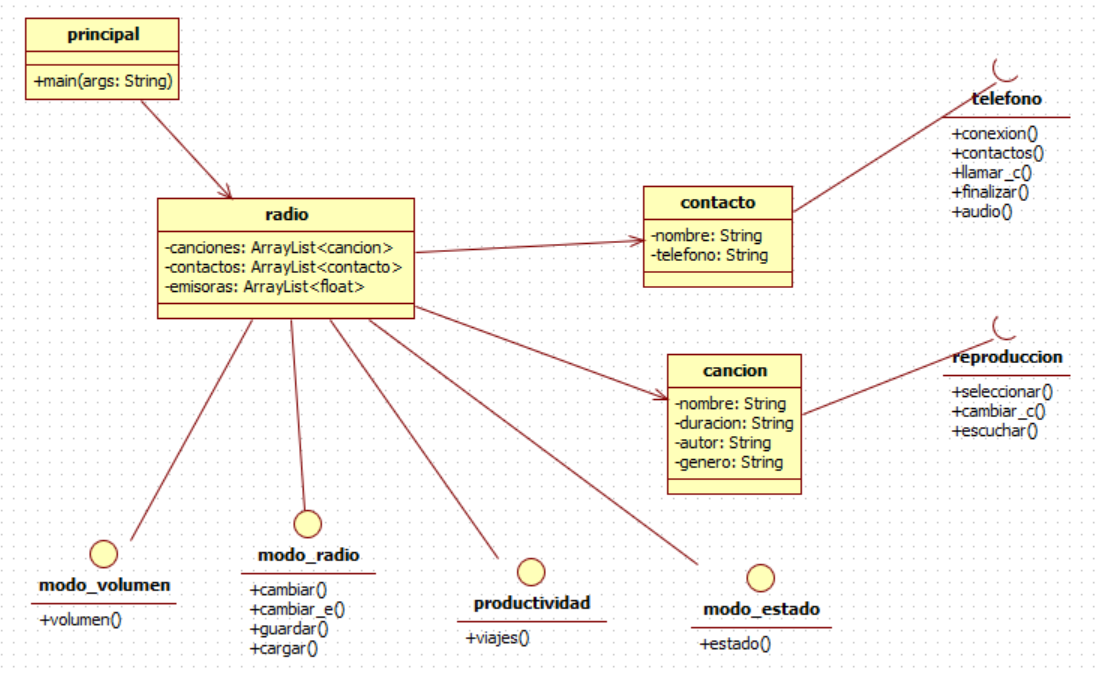 principal
+main(args: String)
radio
-canciones: ArrayList<cancion>
-contactos: ArrayList<contacto>
-emisoras: ArrayList<float>
contacto
-nombre: String
-telefono: String
telefono
+conexion()
+contactos()
+llamar_c()
+finalizar()
+audio()
cancion
-nombre: String
-duracion: String
-autor: String
-genero: String
reproduccion
+seleccionar()
+cambiar_c()
+escuchar()
modo_volumen
+volumen()
modo_radio
+cambiar()
+cambiar_e()
+guardar()
+cargar()
productividad
+viajes()
modo_estado
+estado()